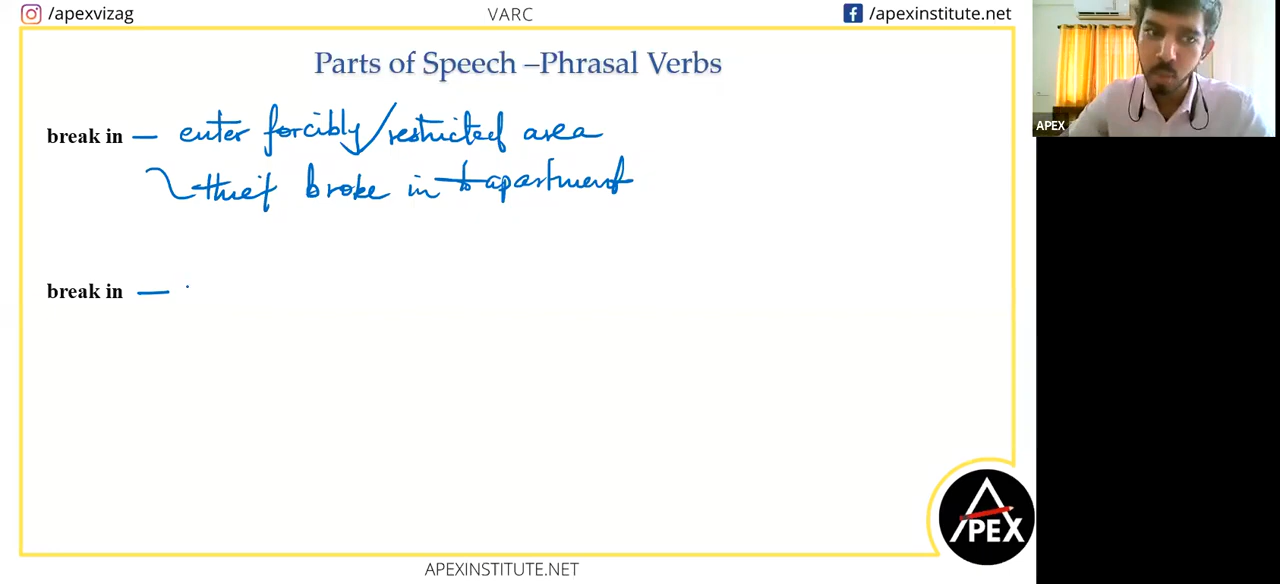 /apexvizag VARC /apexinstitute.net
Parts of Speech –Phrasal Verbs
break in — enter forcibly/restricted area
thief broke in to apartment
break in —
APEX
APEX
APEXINSTITUTE.NET